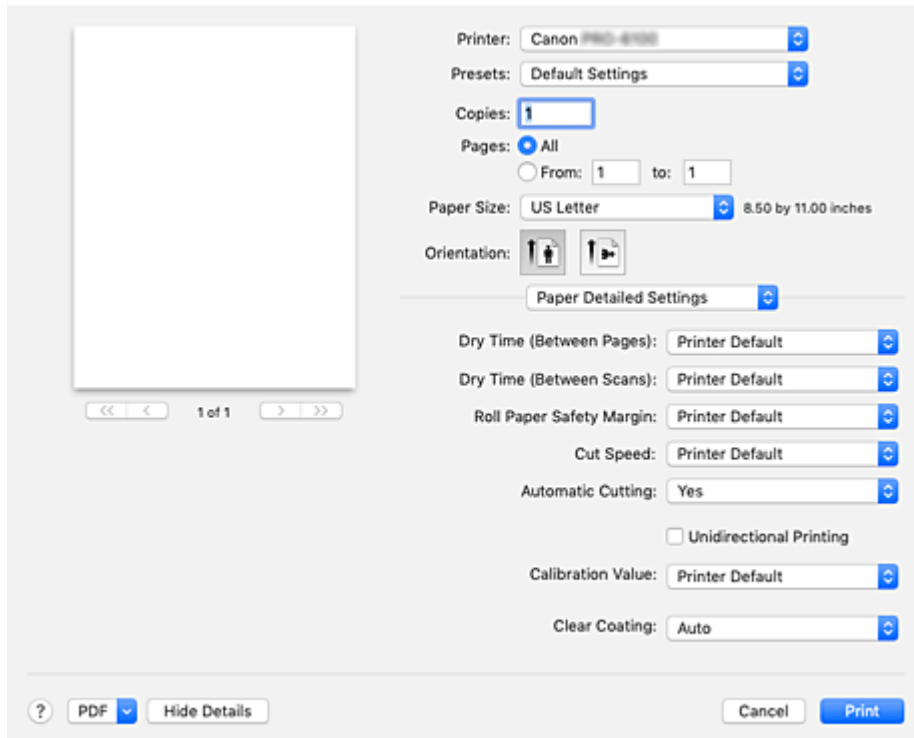 Printer: Canon
Presets: Default Settings
Copies: 1
Pages: All
From: 1 to: 1
Paper Size: US Letter 8.50 by 11.00 inches
Orientation:
Paper Detailed Settings
Dry Time (Between Pages): Printer Default
Dry Time (Between Scans): Printer Default
1 of 1
Roll Paper Safety Margin: Printer Default
Cut Speed: Printer Default
Automatic Cutting: Yes
Unidirectional Printing
Calibration Value: Printer Default
Clear Coating: Auto
? PDF Hide Details Cancel Print